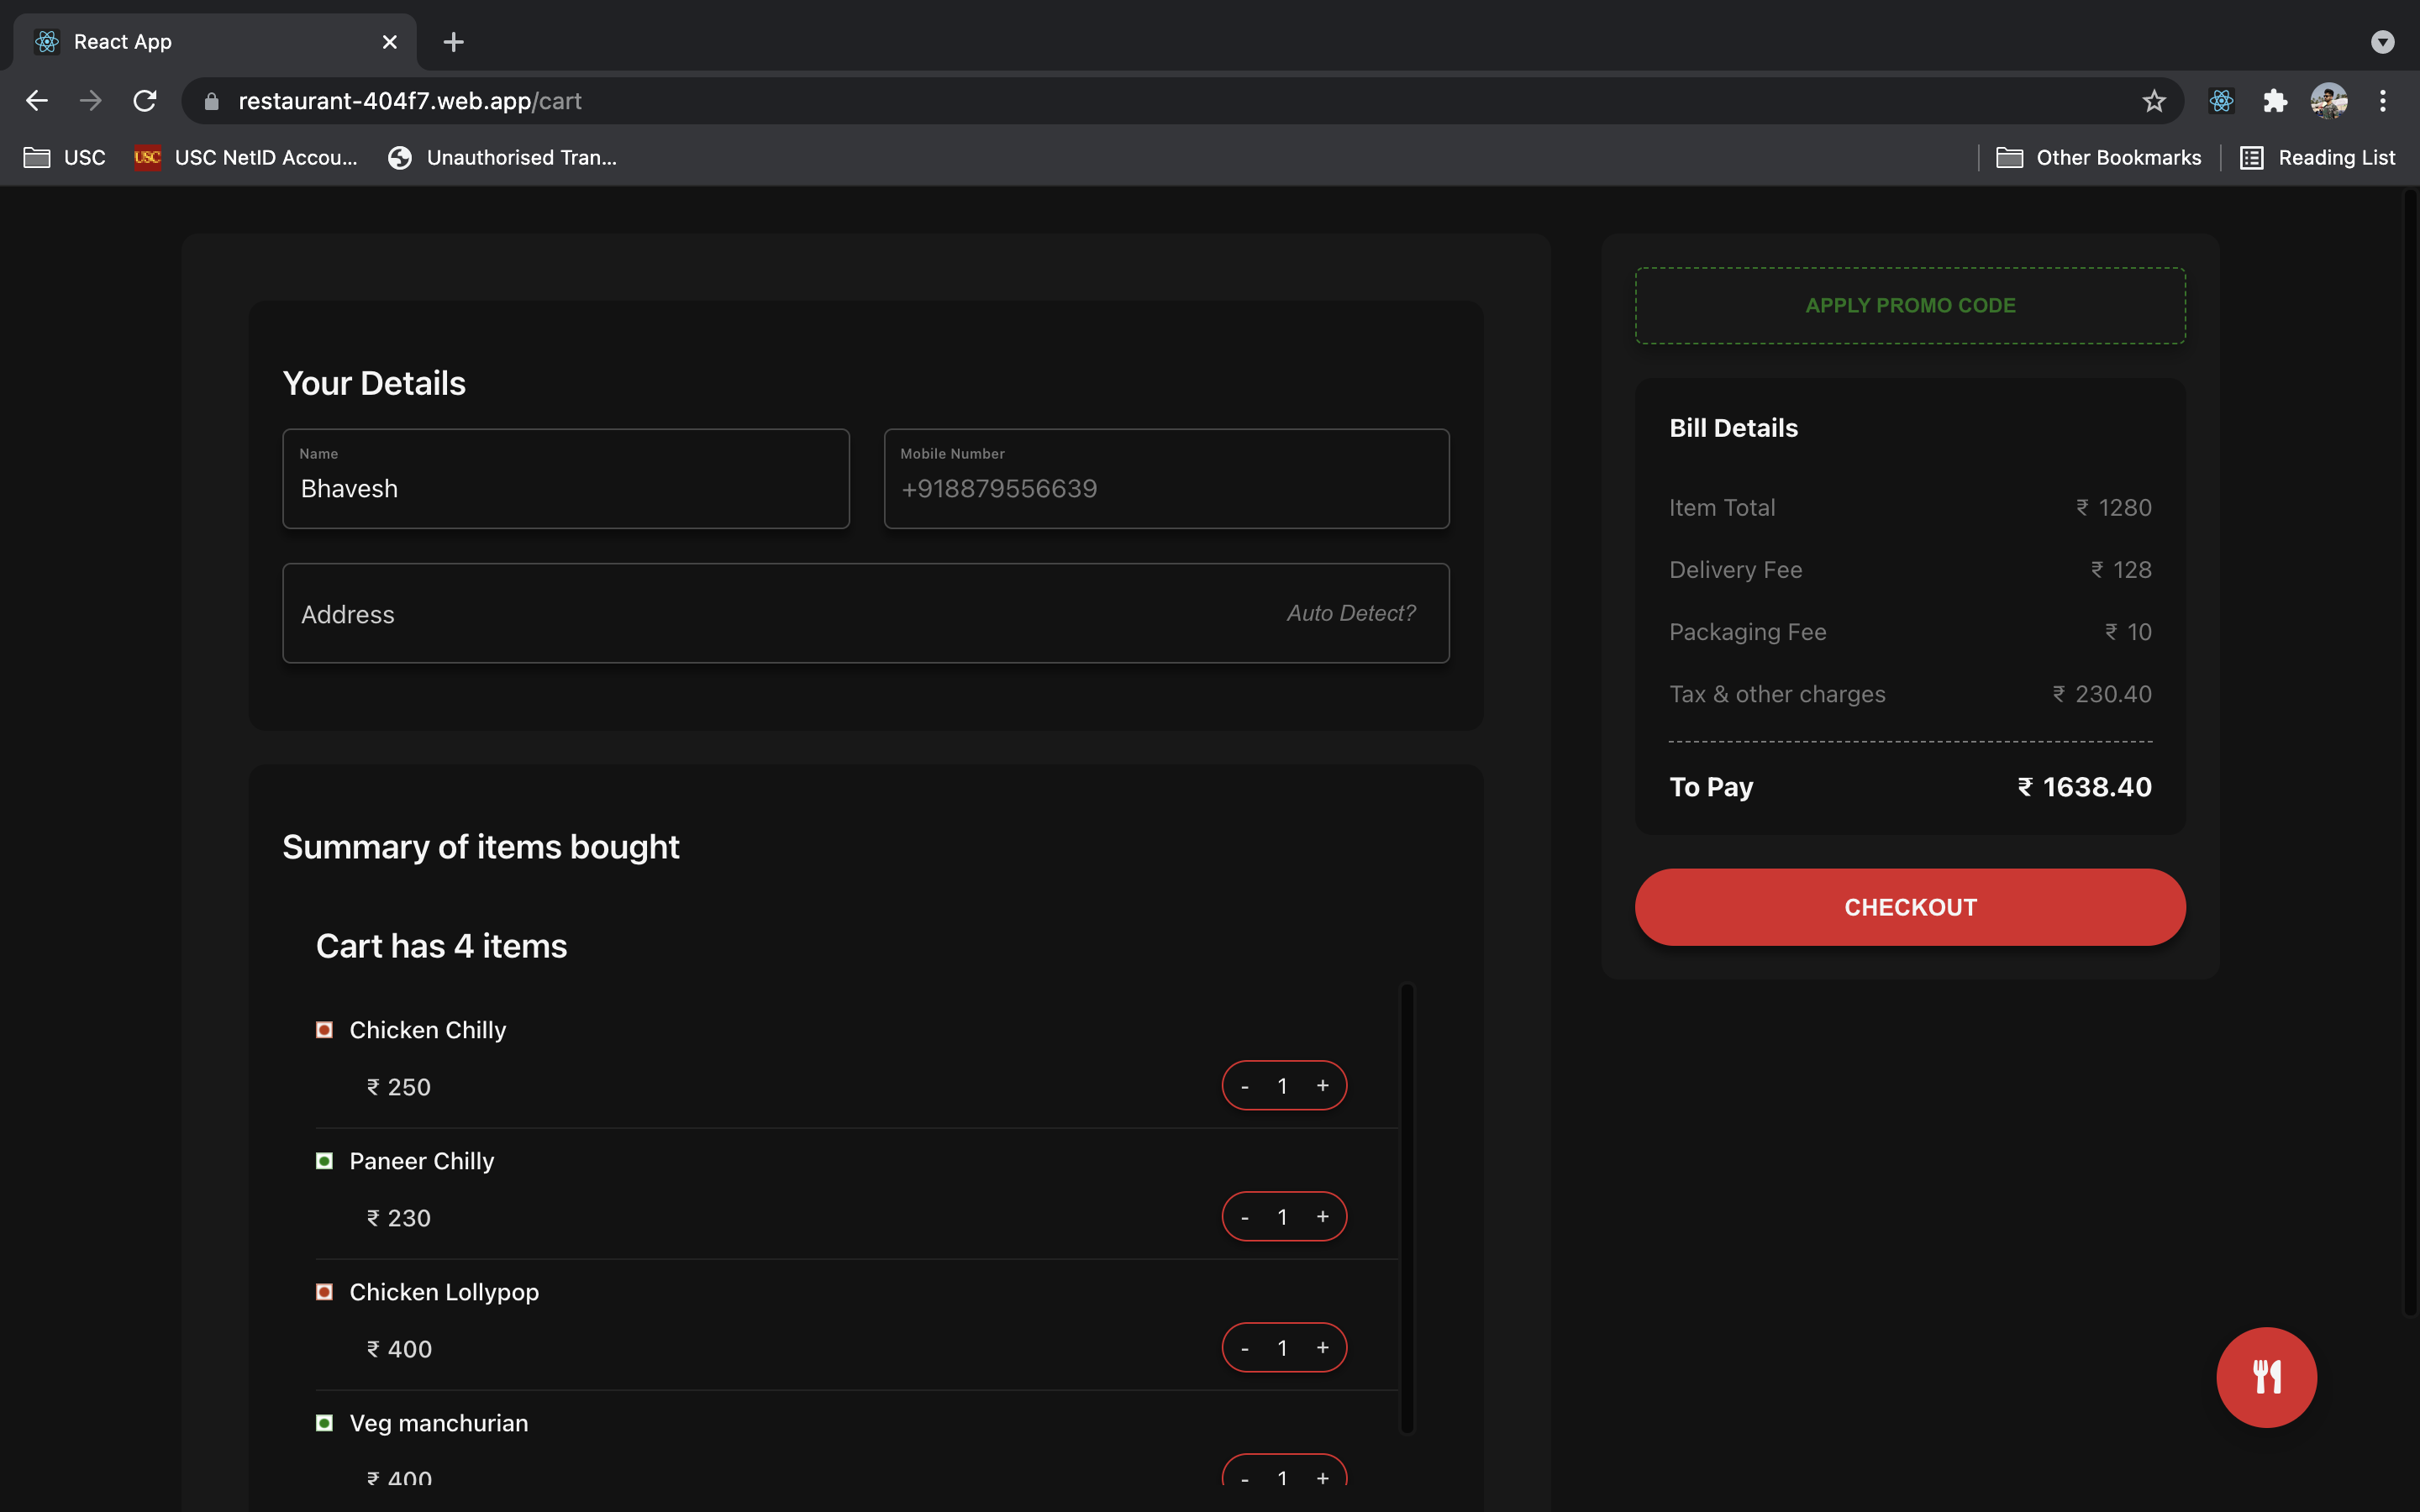 React App
restaurant-404f7.web.app/cart
USC
USC
USC NetID Accou...
Unauthorised Tran...
Other Bookmarks
Reading List
Your Details
Name
Bhavesh
Mobile Number
+918879556639
Address
Auto Detect?
Summary of items bought
Cart has 4 items
Chicken Chilly
₹ 250
- 1 +
Paneer Chilly
₹ 230
- 1 +
Chicken Lollypop
₹ 400
- 1 +
Veg manchurian
₹ 400
- 1 +
APPLY PROMO CODE
Bill Details
Item Total ₹ 1280
Delivery Fee ₹ 128
Packaging Fee ₹ 10
Tax & other charges ₹ 230.40
To Pay ₹ 1638.40
CHECKOUT